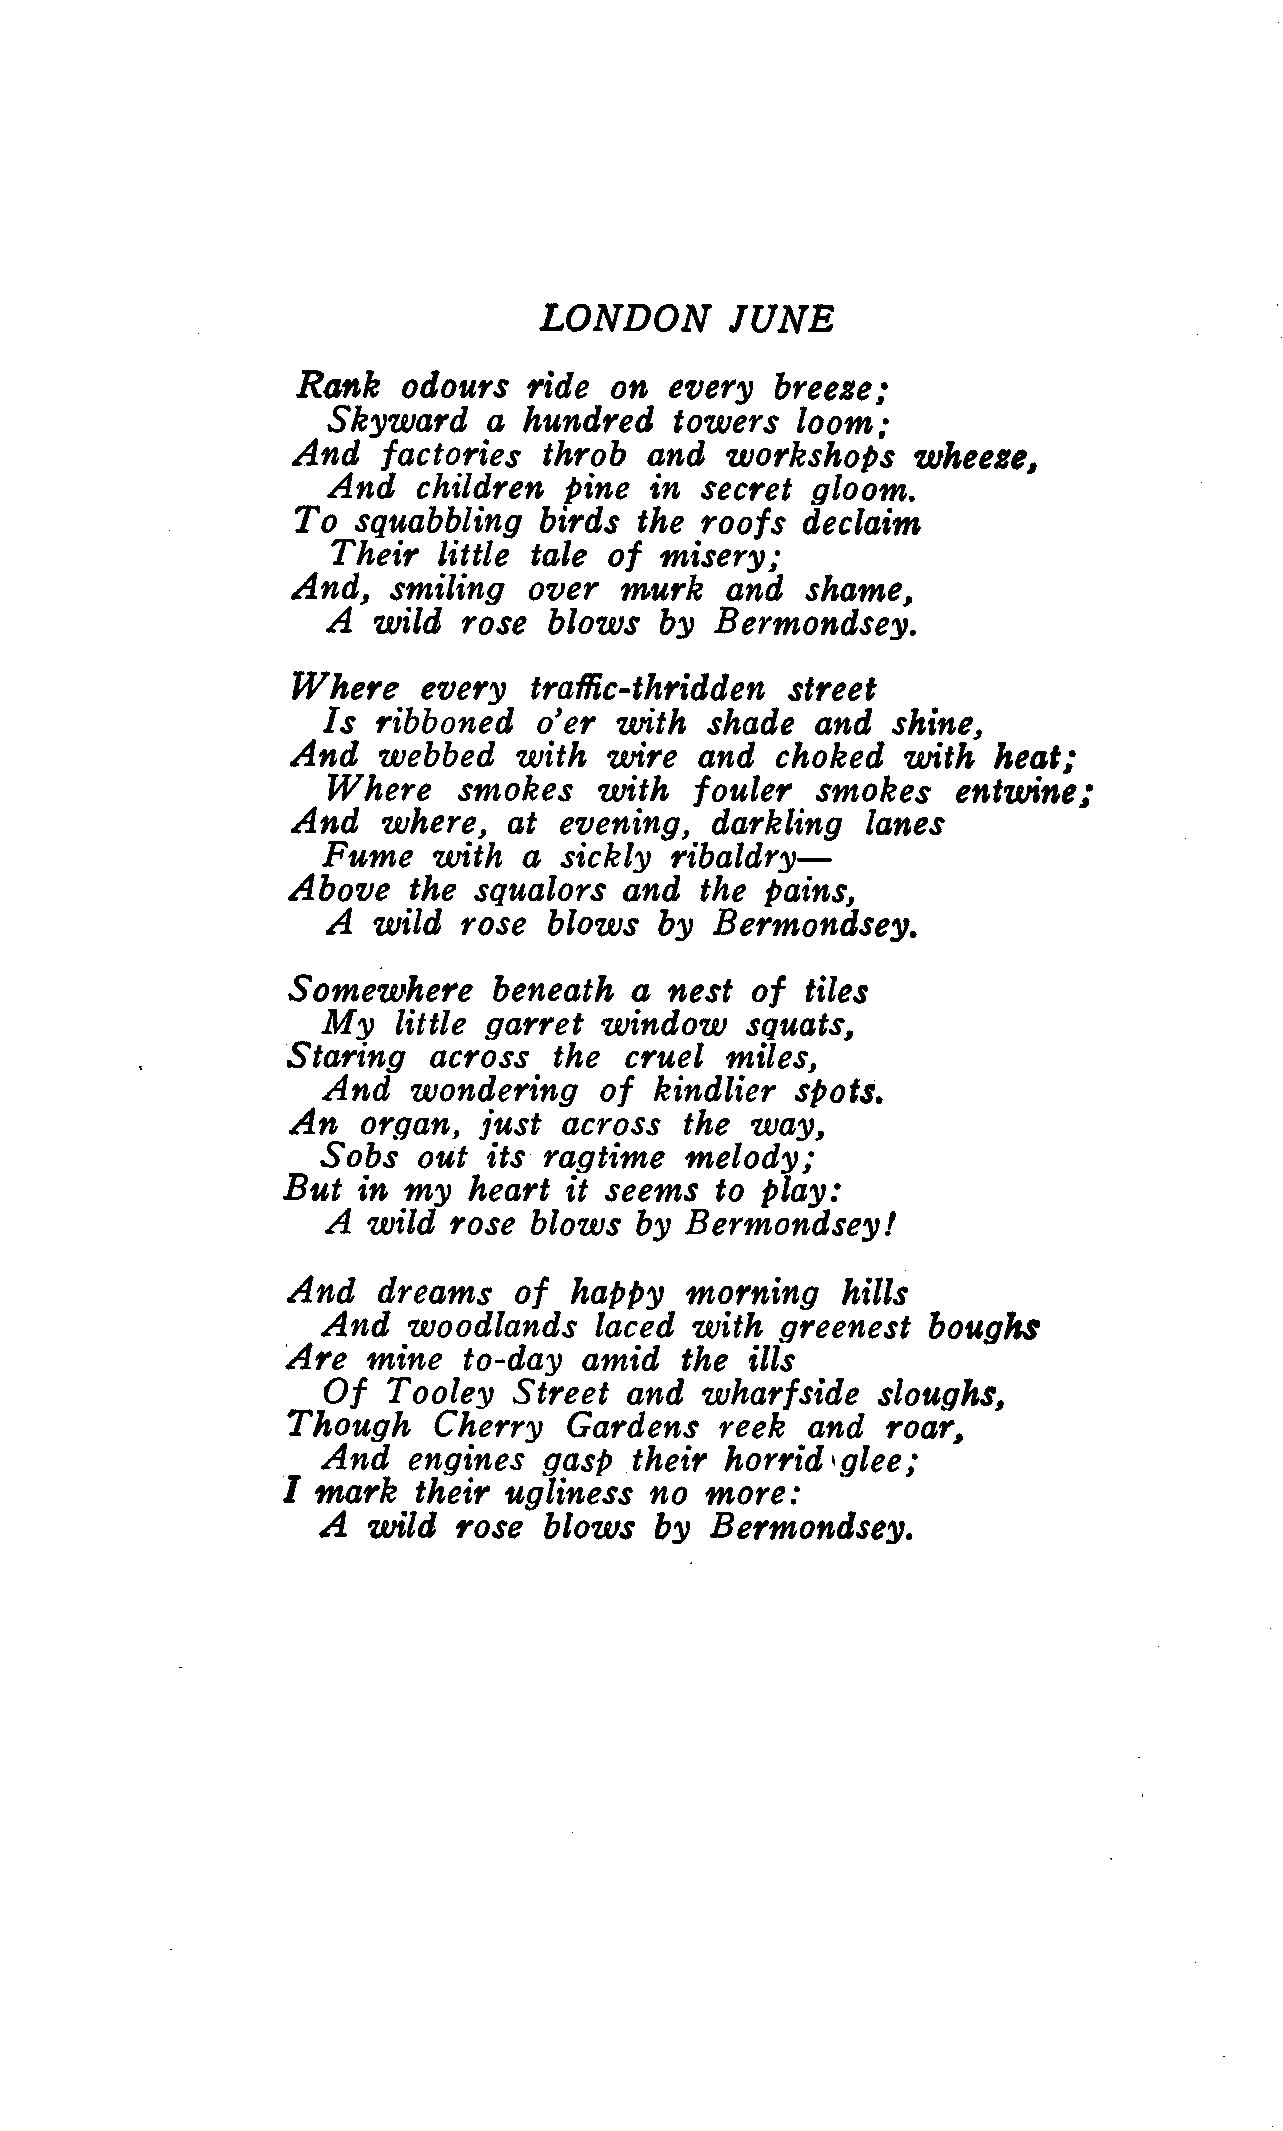 LONDON JUNE
Rank odours ride on every breeze;
Skyward a hundred towers loom;
And factories throb and workshops wheeze,
And children pine in secret gloom.
To squabbling birds the roofs declaim
Their little tale of misery;
And, smiling over murk and shame,
A wild rose blows by Bermondsey.
Where every traffic-thridden street
Is ribboned o'er with shade and shine,
And webbed with wire and choked with heat;
Where smokes with fouler smokes entwine;
And where, at evening, darkling lanes
Fume with a sickly ribaldry—
Above the squalors and the pains,
A wild rose blows by Bermondsey.
Somewhere beneath a nest of tiles
My little garret window squats,
Staring across the cruel miles,
And wondering of kindlier spots.
An organ, just across the way,
Sobs out its ragtime melody;
But in my heart it seems to play:
A wild rose blows by Bermondsey!
And dreams of happy morning hills
And woodlands laced with greenest boughs
Are mine to-day amid the ills
Of Tooley Street and wharfside sloughs,
Though Cherry Gardens reek and roar,
And engines gasp their horrid glee;
I mark their ugliness no more:
A wild rose blows by Bermondsey.